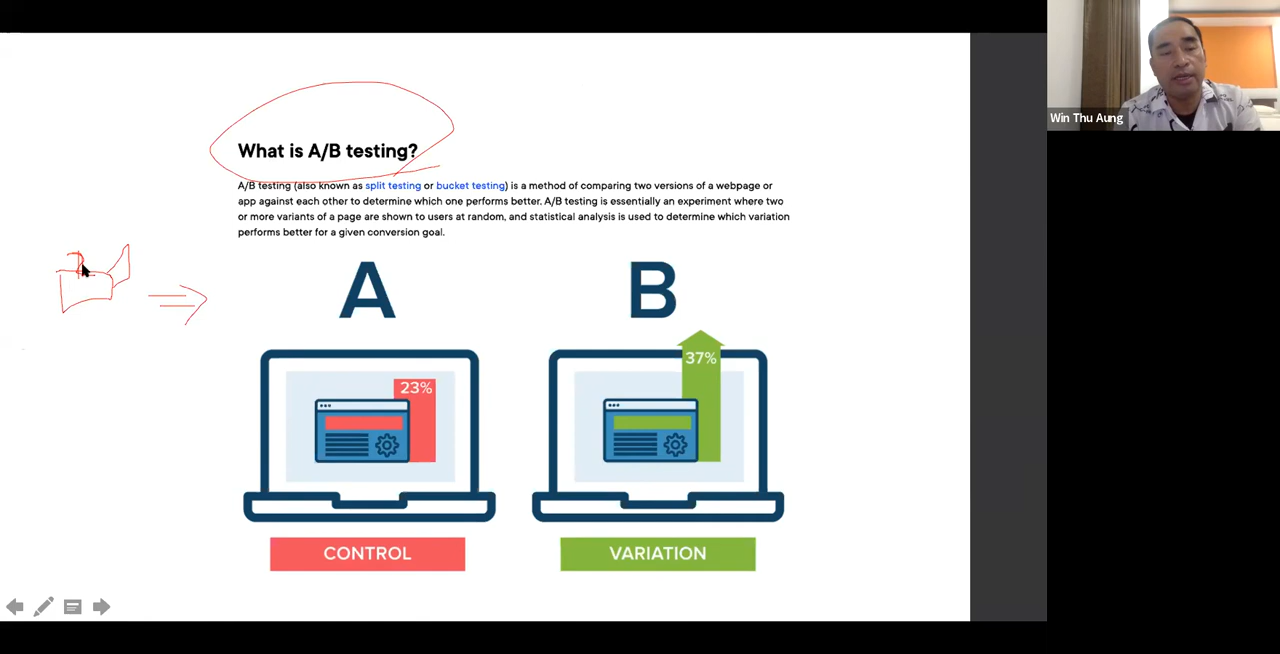 Win Thu Aung
What is A/B testing?
A/B testing (also known as split testing or bucket testing) is a method of comparing two versions of a webpage or
app against each other to determine which one performs better. A/B testing is essentially an experiment where two
or more variants of a page are shown to users at random, and statistical analysis is used to determine which variation
performs better for a given conversion goal.
A
B
23%
37%
CONTROL
VARIATION